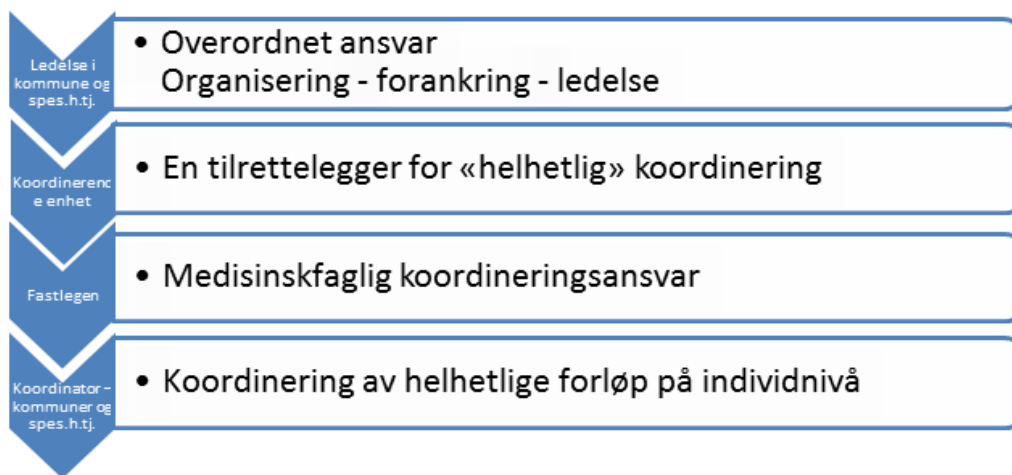 Ledelse i
kommune og
spes.h.tj.
• Overordnet ansvar
Organisering - forankring - ledelse
Koordinerend
e enhet
• En tilrettelegger for «helhetlig» koordinering
Fastlegen
• Medisinskfaglig koordineringsansvar
Koordinator –
kommuner og
spes.h.tj.
• Koordinering av helhetlige forløp på individnivå